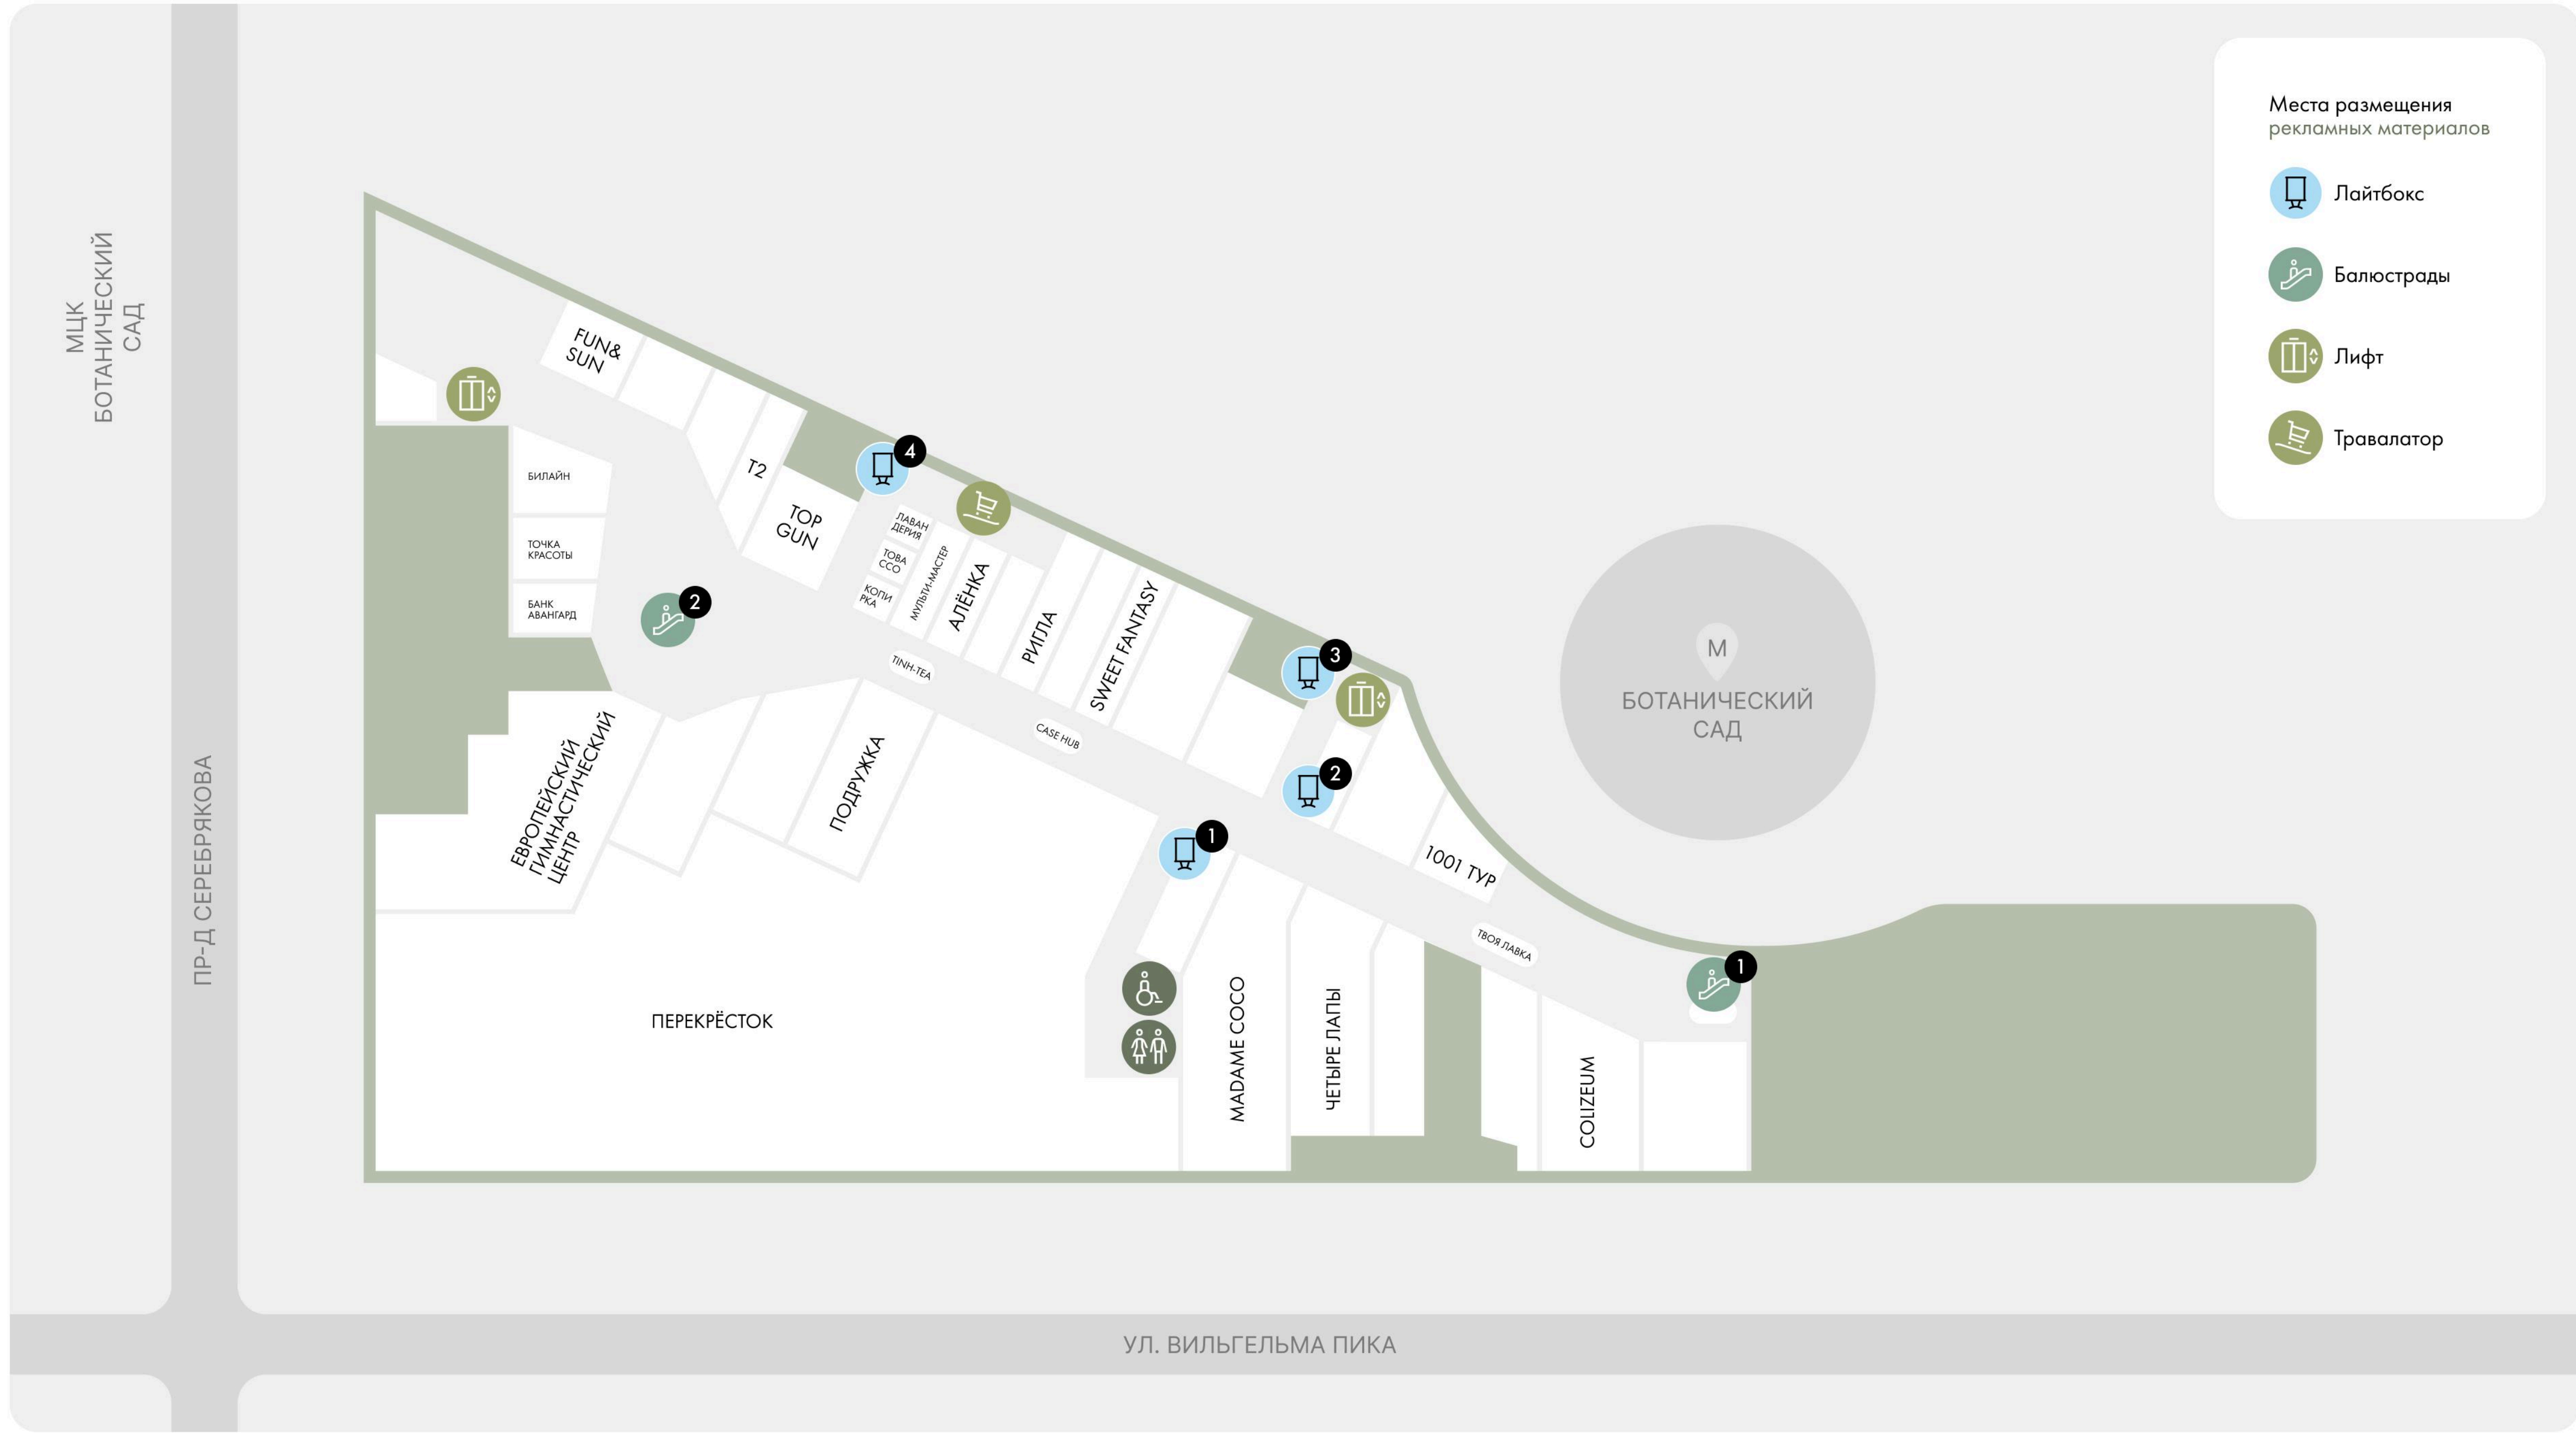 Места размещения
рекламных материалов
Лайтбокс
Балюстрады
Лифт
Травалатор
МЦК
БОТАНИЧЕСКИЙ
САД
ПР-Д СЕРЕБРЯКОВА
FUN&
SUN
T2
TOP
GUN
4
БИЛАЙН
ТОЧКА
КРАСОТЫ
БАНК
АВАНГАРД
2
ЛАВАН
ДЕРИЯ
ТОВА
ССО
КОПИ
РКА
МУЛЬТИ-МАСТЕР
АЛЁНКА
РИГЛА
SWEET FANTASY
TINH-TEA
CASE HUB
3
2
1
М
БОТАНИЧЕСКИЙ
САД
ЕВРОПЕЙСКИЙ
ГИМНАСТИЧЕСКИЙ
ЦЕНТР
ПОДРУЖКА
1001 ТУР
ТВОЯ ЛАВКА
1
ПЕРЕКРЁСТОК
MADAME COCO
ЧЕТЫРЕ ЛАПЫ
COLIZEUM
УЛ. ВИЛЬГЕЛЬМА ПИКА